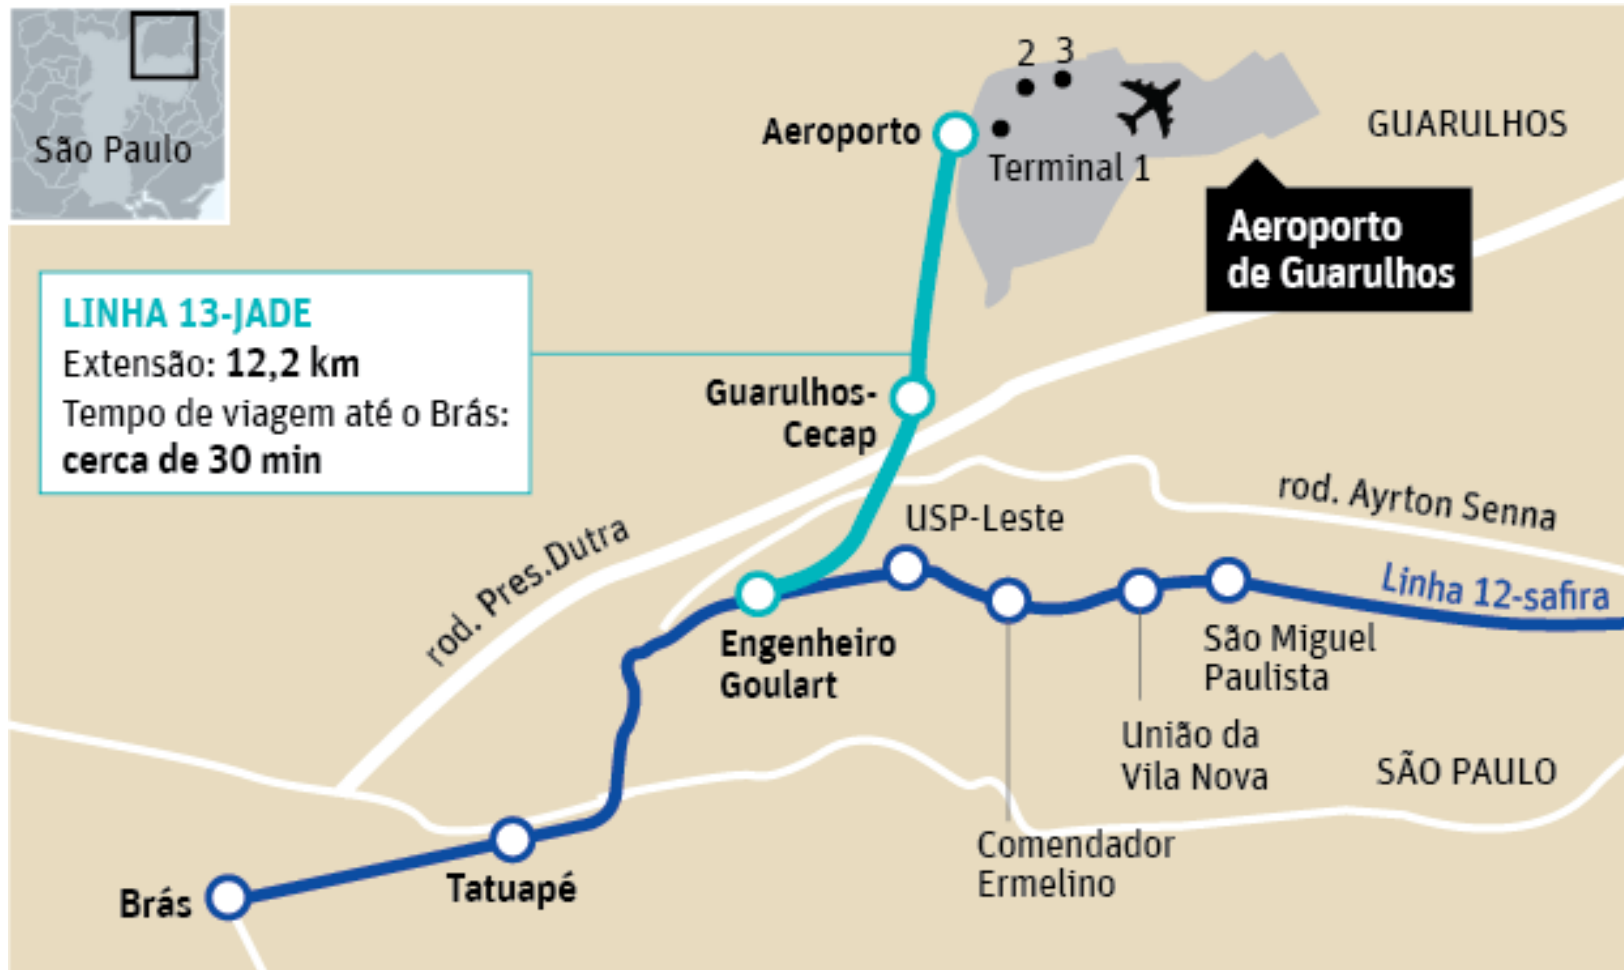 São Paulo
2
3
Aeroporto
Terminal 1
GUARULHOS
Aeroporto
de Guarulhos
LINHA 13-JADE
Extensão: 12,2 km
Tempo de viagem até o Brás:
cerca de 30 min
Guarulhos-
Cecap
rod. Ayrton Senna
USP-Leste
rod. Pres.Dutra
Linha 12-safira
Engenheiro
Goulart
São Miguel
Paulista
União da
Vila Nova
SÃO PAULO
Comendador
Ermelino
Tatuapé
Brás